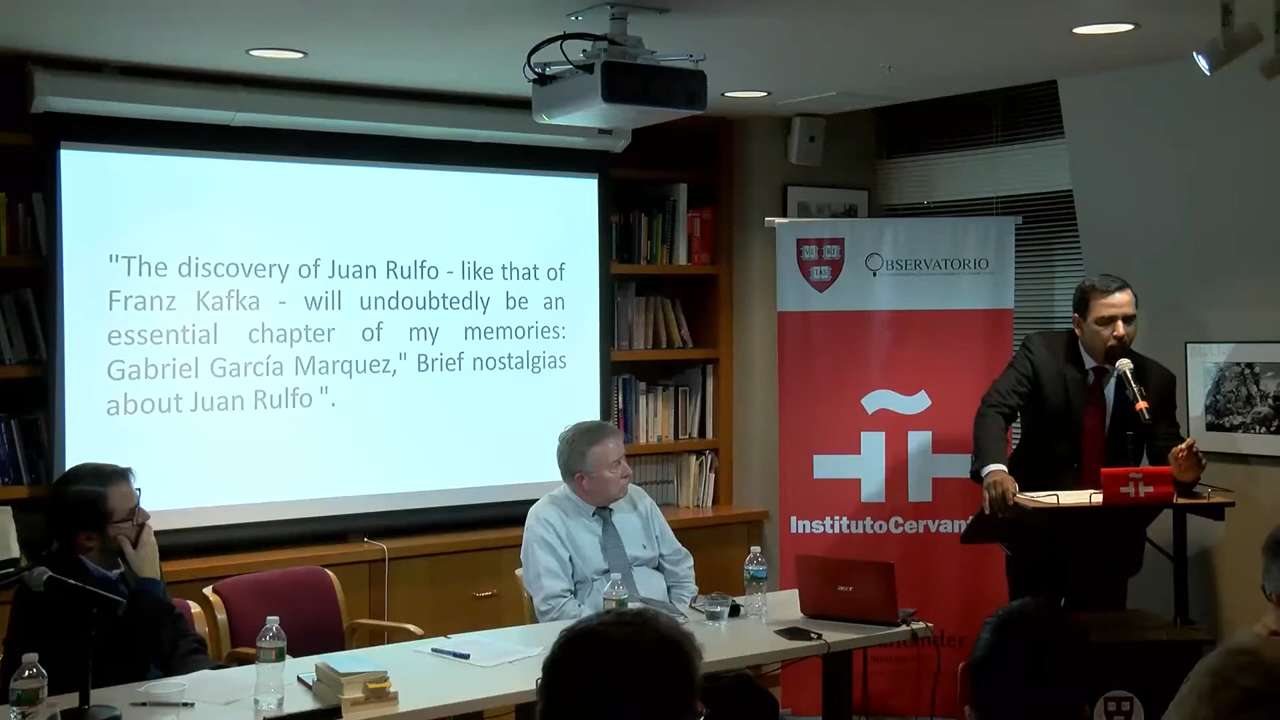 "The discovery of Juan Rulfo - like that of
Franz Kafka - will undoubtedly be an
essential chapter of my memories:
Gabriel García Marquez," Brief nostalgias
about Juan Rulfo ".
OBSERVATORIO
InstitutoCervan
acer